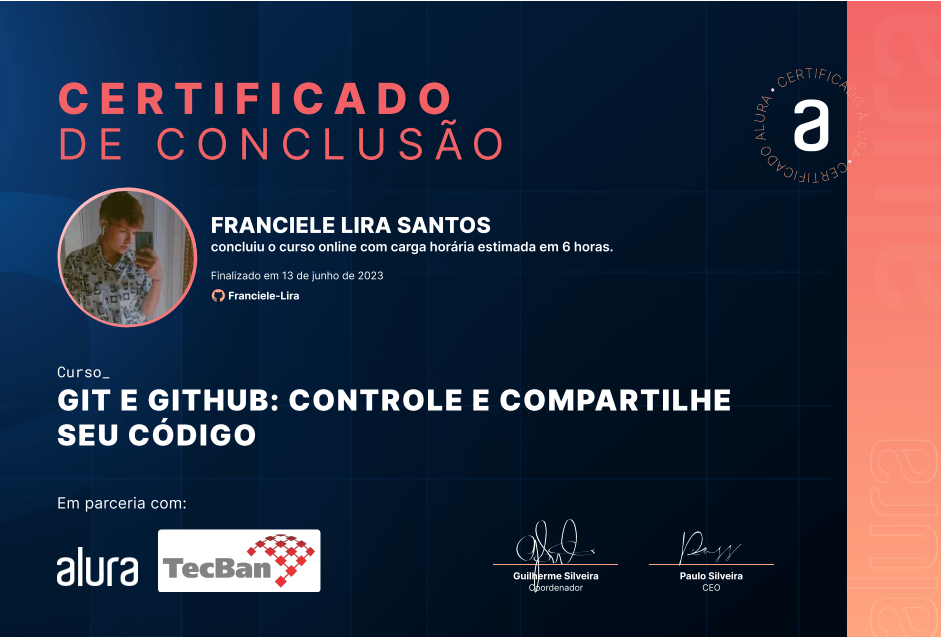 CERTIFICADO
DE CONCLUSÃO
CERTIFICADO ALURA • CERTIFICADO ALURA •
a
FRANCIELE LIRA SANTOS
concluiu o curso online com carga horária estimada em 6 horas.
Finalizado em 13 de junho de 2023
Franciele-Lira
Curso_
GIT E GITHUB: CONTROLE E COMPARTILHE
SEU CÓDIGO
Em parceria com:
alura
TecBan
Guilherme Silveira
Coordenador
Paulo Silveira
CEO
alura
alura